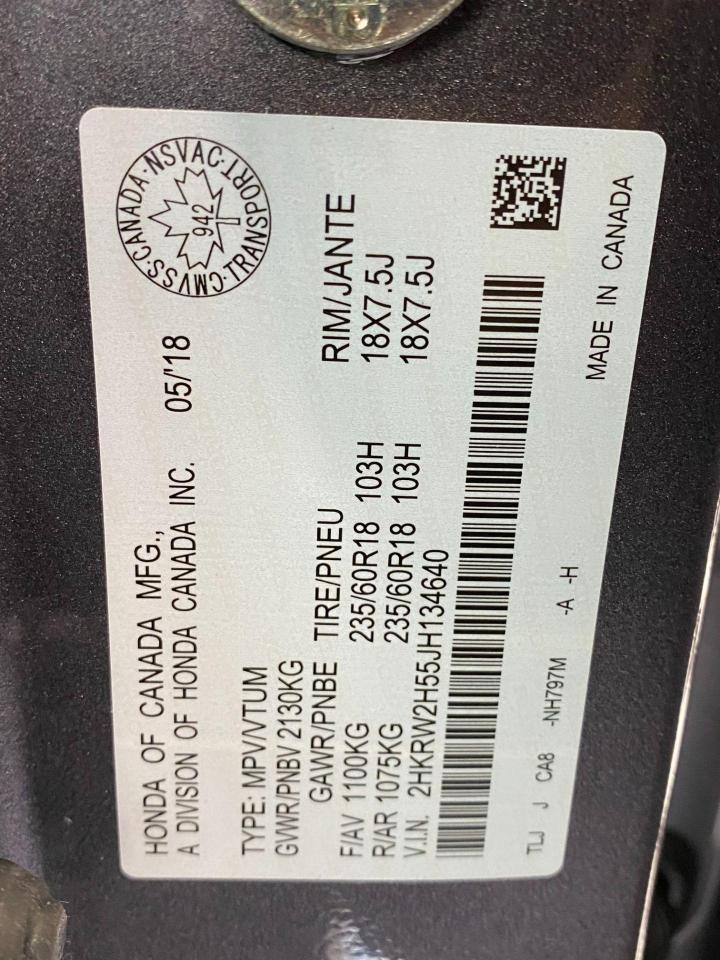 HONDA OF CANADA MFG.,
A DIVISION OF HONDA CANADA INC. 05/'18
CMVSS·CANADA·NSVAC·TRANSPORT·
942
TYPE: MPV/VTUM
GVWR/PNBV 2130KG
GAWR/PNBE TIRE/PNEU RIM/JANTE
F/AV 1100KG 235/60R18 103H 18X7.5J
R/AR 1075KG 235/60R18 103H 18X7.5J
V.I.N. 2HKRW2H55JH134640
TLJ J CA8 -NH797M -A -H MADE IN CANADA